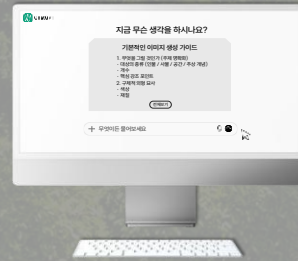 지금 무슨 생각을 하시나요?
기본적인 이미지 생성 가이드
1. 무엇을 그릴 것인가 (주제 명확화)
- 대상의 종류 (인물 / 사물 / 공간 / 추상 개념)
- 개수
- 핵심 강조 포인트
2. 구체적 외형 묘사
- 색상
- 재질
전체보기
+ 무엇이든 물어보세요